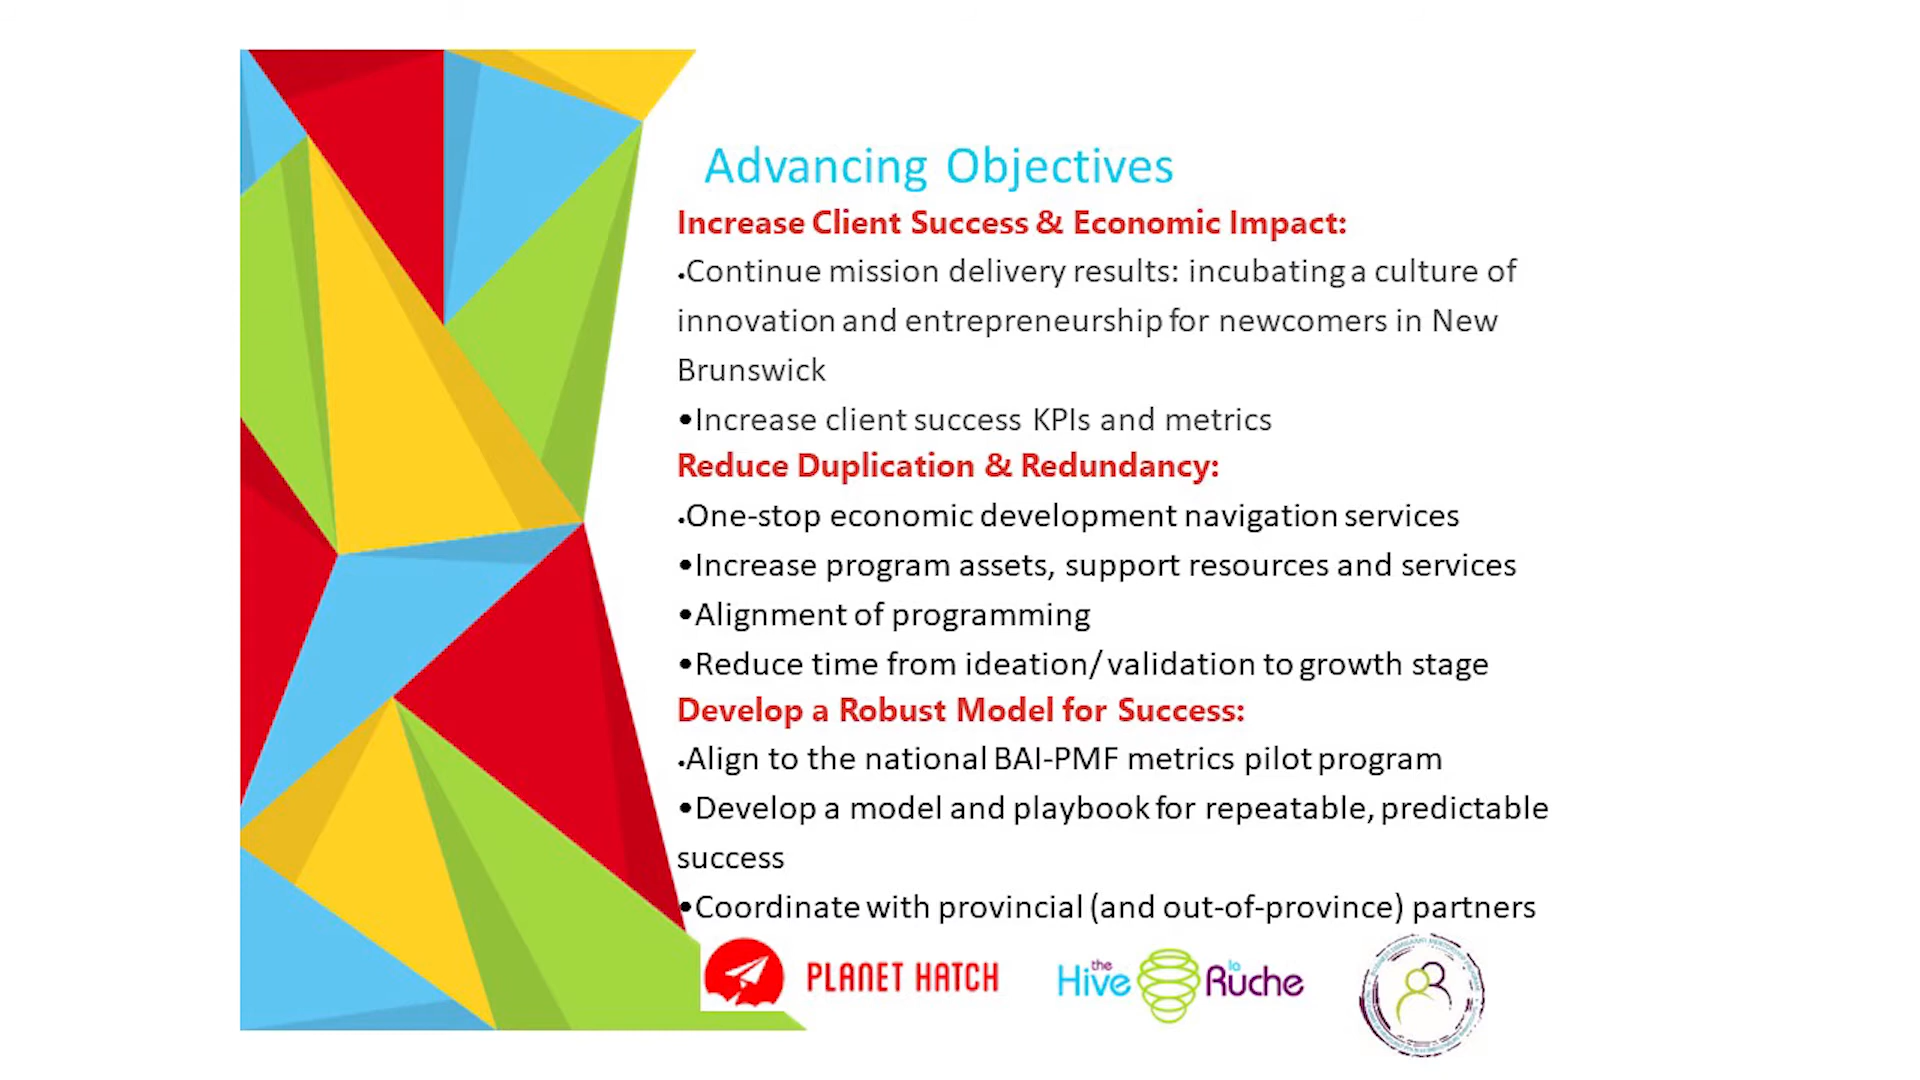 Advancing Objectives
Increase Client Success & Economic Impact:
•Continue mission delivery results: incubating a culture of
innovation and entrepreneurship for newcomers in New
Brunswick
•Increase client success KPIs and metrics
Reduce Duplication & Redundancy:
•One-stop economic development navigation services
•Increase program assets, support resources and services
•Alignment of programming
•Reduce time from ideation/validation to growth stage
Develop a Robust Model for Success:
•Align to the national BAI-PMF metrics pilot program
•Develop a model and playbook for repeatable, predictable
success
•Coordinate with provincial (and out-of-province) partners
PLANET HATCH
the Hive
la Ruche